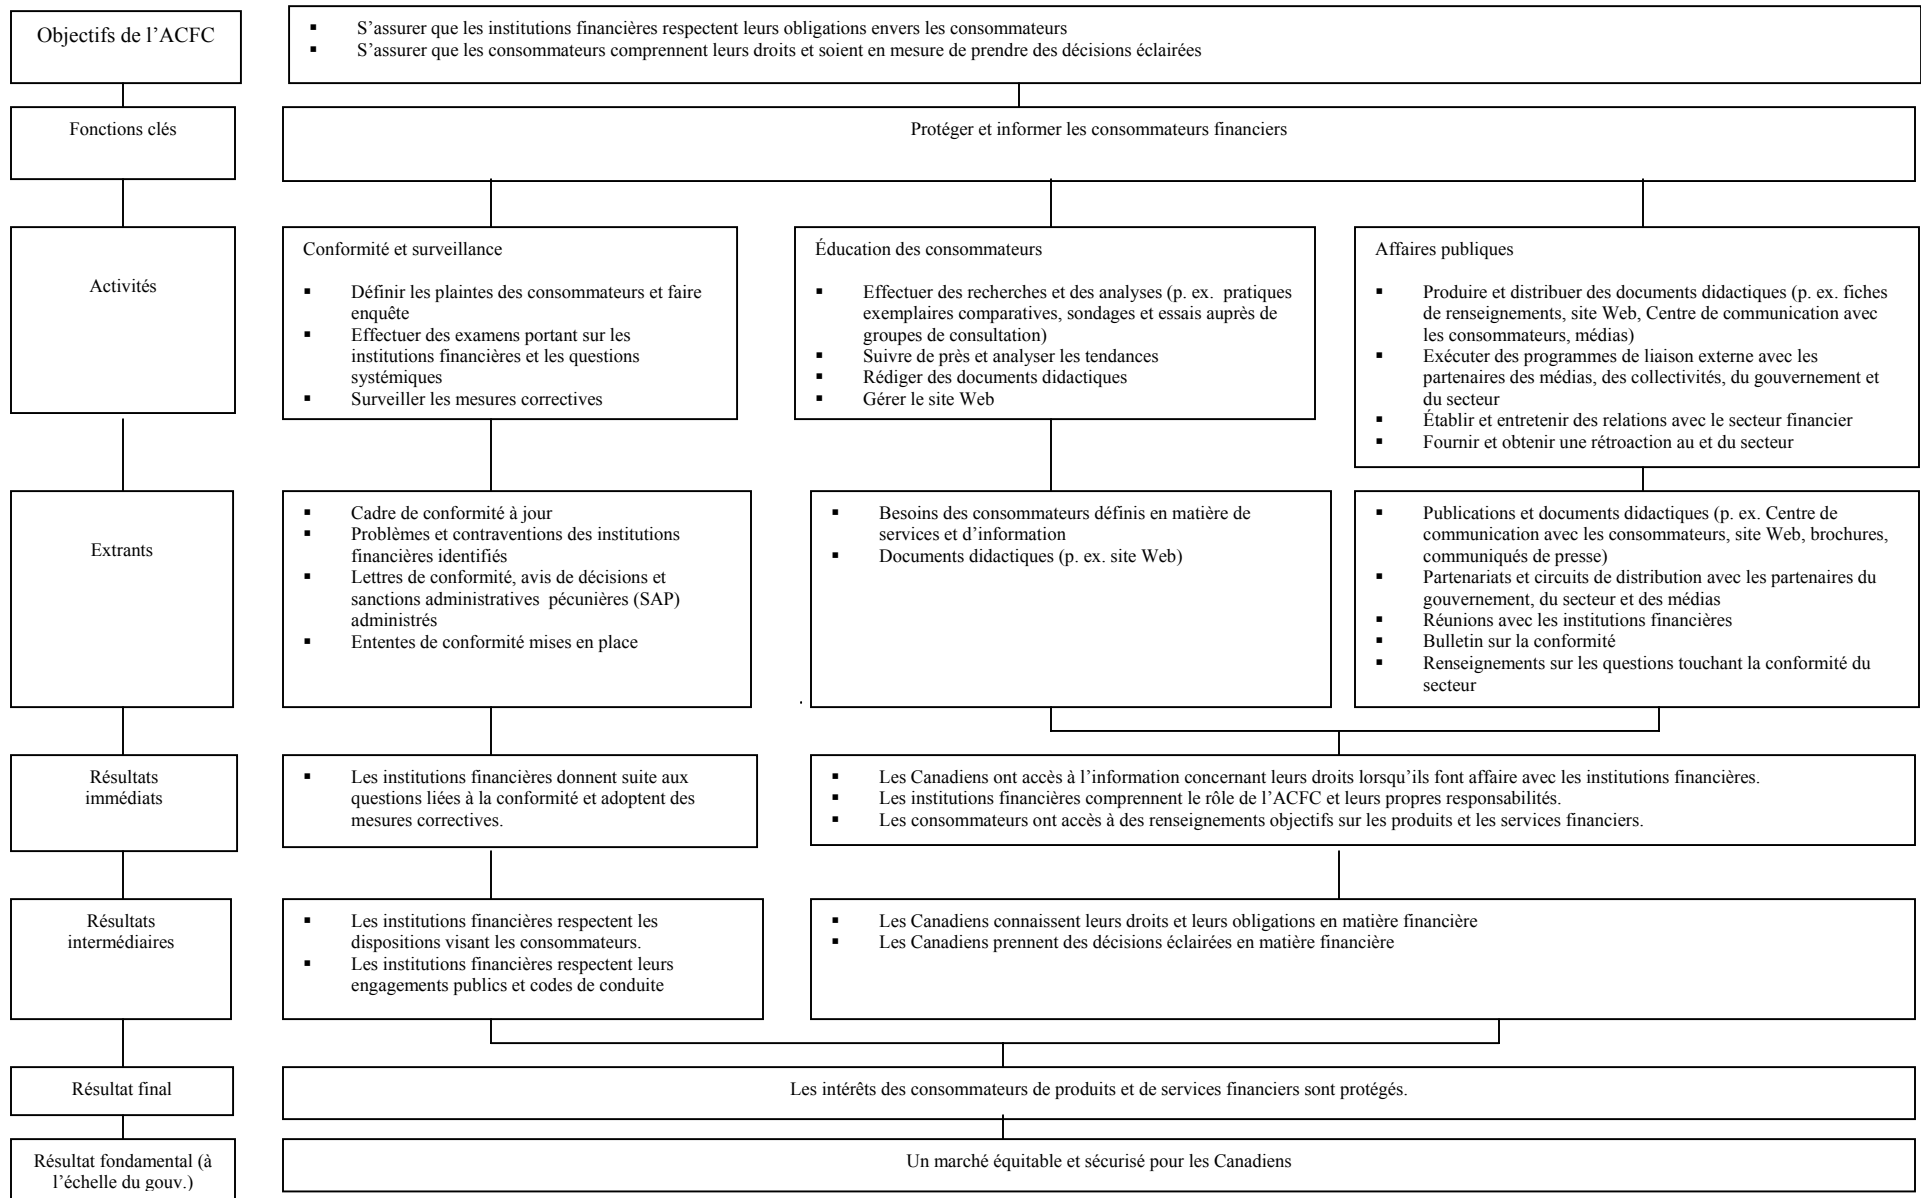 Objectifs de l’ACFC
▪ S’assurer que les institutions financières respectent leurs obligations envers les consommateurs
▪ S’assurer que les consommateurs comprennent leurs droits et soient en mesure de prendre des décisions éclairées
Fonctions clés
Protéger et informer les consommateurs financiers
Activités
Conformité et surveillance
▪ Définir les plaintes des consommateurs et faire
enquête
▪ Effectuer des examens portant sur les
institutions financières et les questions
systémiques
▪ Surveiller les mesures correctives
Éducation des consommateurs
▪ Effectuer des recherches et des analyses (p. ex. pratiques
exemplaires comparatives, sondages et essais auprès de
groupes de consultation)
▪ Suivre de près et analyser les tendances
▪ Rédiger des documents didactiques
▪ Gérer le site Web
Affaires publiques
▪ Produire et distribuer des documents didactiques (p. ex. fiches
de renseignements, site Web, Centre de communication avec
les consommateurs, médias)
▪ Exécuter des programmes de liaison externe avec les
partenaires des médias, des collectivités, du gouvernement et
du secteur
▪ Établir et entretenir des relations avec le secteur financier
▪ Fournir et obtenir une rétroaction au et du secteur
Extrants
▪ Cadre de conformité à jour
▪ Problèmes et contraventions des institutions
financières identifiés
▪ Lettres de conformité, avis de décisions et
sanctions administratives pécunières (SAP)
administrés
▪ Ententes de conformité mises en place
▪ Besoins des consommateurs définis en matière de
services et d’information
▪ Documents didactiques (p. ex. site Web)
▪ Publications et documents didactiques (p. ex. Centre de
communication avec les consommateurs, site Web, brochures,
communiqués de presse)
▪ Partenariats et circuits de distribution avec les partenaires du
gouvernement, du secteur et des médias
▪ Réunions avec les institutions financières
▪ Bulletin sur la conformité
▪ Renseignements sur les questions touchant la conformité du
secteur
.
Résultats
immédiats
▪ Les institutions financières donnent suite aux
questions liées à la conformité et adoptent des
mesures correctives.
▪ Les Canadiens ont accès à l’information concernant leurs droits lorsqu’ils font affaire avec les institutions financières.
▪ Les institutions financières comprennent le rôle de l’ACFC et leurs propres responsabilités.
▪ Les consommateurs ont accès à des renseignements objectifs sur les produits et les services financiers.
Résultats
intermédiaires
▪ Les institutions financières respectent les
dispositions visant les consommateurs.
▪ Les institutions financières respectent leurs
engagements publics et codes de conduite
▪ Les Canadiens connaissent leurs droits et leurs obligations en matière financière
▪ Les Canadiens prennent des décisions éclairées en matière financière
Résultat final
Les intérêts des consommateurs de produits et de services financiers sont protégés.
Résultat fondamental (à
l’échelle du gouv.)
Un marché équitable et sécurisé pour les Canadiens